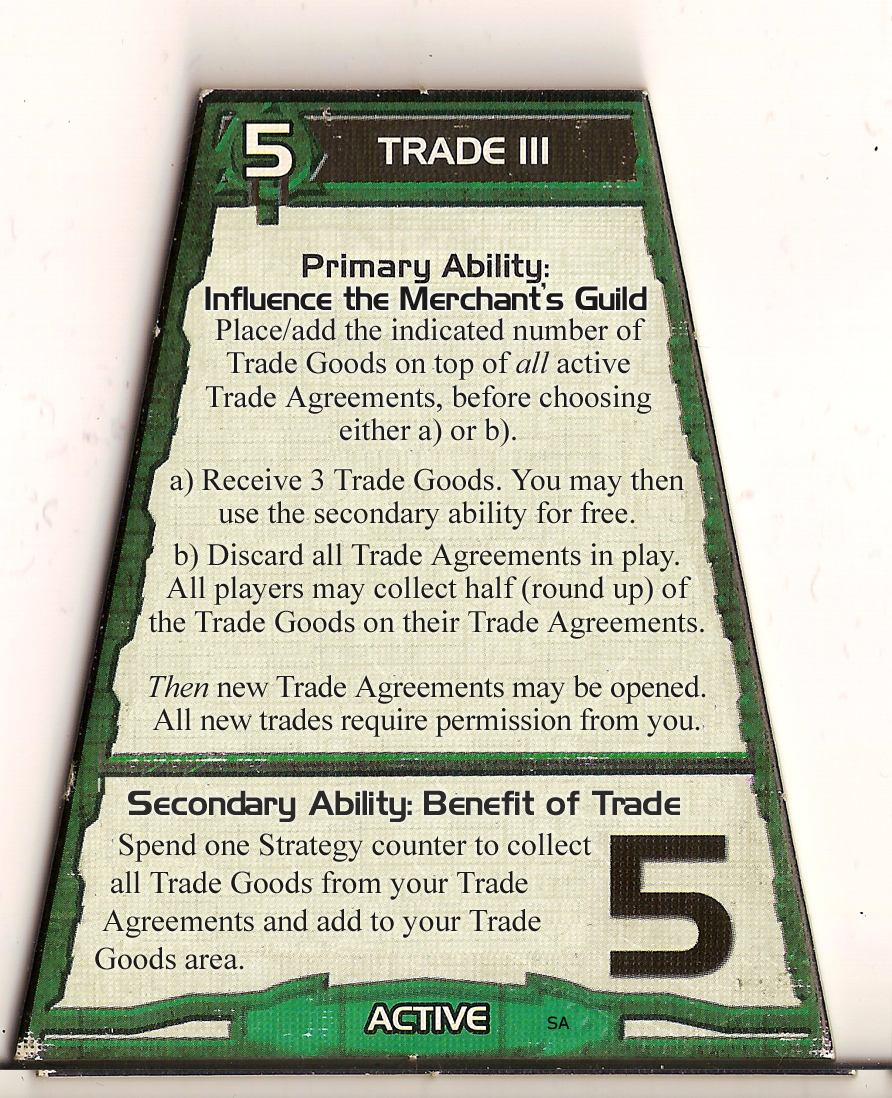 5 TRADE III
Primary Ability:
Influence the Merchant's Guild
Place/add the indicated number of
Trade Goods on top of all active
Trade Agreements, before choosing
either a) or b).
a) Receive 3 Trade Goods. You may then
use the secondary ability for free.
b) Discard all Trade Agreements in play.
All players may collect half (round up) of
the Trade Goods on their Trade Agreements.
Then new Trade Agreements may be opened.
All new trades require permission from you.
Secondary Ability: Benefit of Trade
Spend one Strategy counter to collect
all Trade Goods from your Trade
Agreements and add to your Trade
Goods area.
5
ACTIVE SA